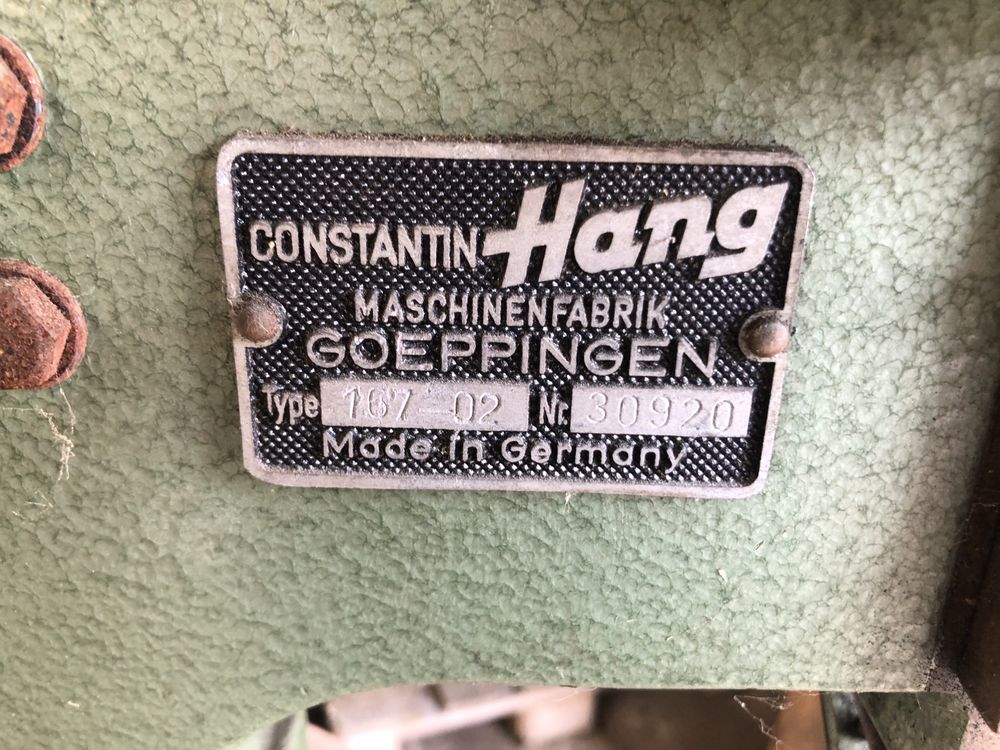 CONSTANTIN Hang
MASCHINENFABRIK
GOEPPINGEN
Type 167-02 Nr. 30920
Made in Germany